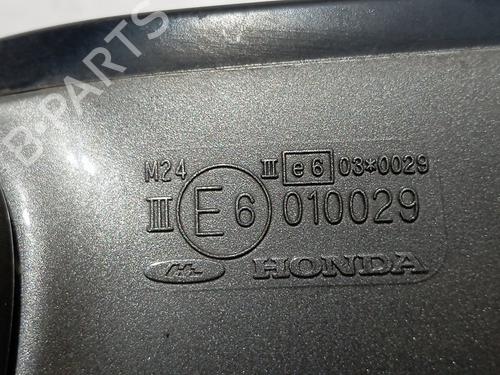 B-PARTS
M24 III e6 03*0029
III E6 010029
HONDA